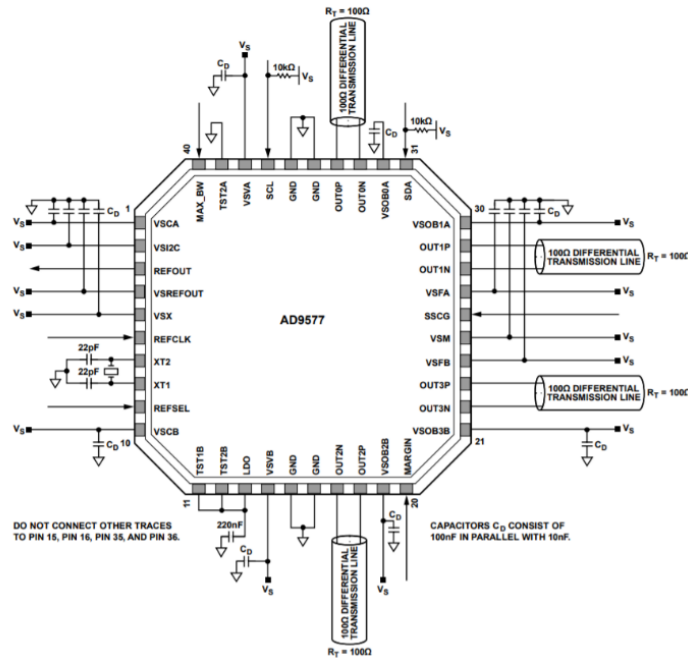 R_T = 100Ω
100Ω DIFFERENTIAL
TRANSMISSION LINE
V_S
C_D
10kΩ
V_S
C_D
10kΩ
V_S
40
31
MAX_BW
TST2A
VSVA
SCL
GND
GND
OUT0P
OUT0N
VSOB0A
SDA
V_S
C_D
1
VSCA
V_S
VSI2C
REFOUT
V_S
VSREFOUT
V_S
VSX
REFCLK
22pF
XT2
22pF
XT1
REFSEL
V_S
VSCB
C_D
10
AD9577
30
C_D
VSOB1A
V_S
OUT1P
OUT1N
100Ω DIFFERENTIAL
TRANSMISSION LINE
R_T = 100Ω
VSFA
V_S
SSCG
VSM
V_S
VSFB
V_S
OUT3P
OUT3N
100Ω DIFFERENTIAL
TRANSMISSION LINE
R_T = 100Ω
VSOB3B
V_S
21
C_D
TST1B
TST2B
LDO
VSVB
GND
GND
OUT2N
OUT2P
VSOB2B
MARGIN
11
20
220nF
C_D
V_S
C_D
V_S
100Ω DIFFERENTIAL
TRANSMISSION LINE
R_T = 100Ω
DO NOT CONNECT OTHER TRACES
TO PIN 15, PIN 16, PIN 35, AND PIN 36.
CAPACITORS C_D CONSIST OF
100nF IN PARALLEL WITH 10nF.